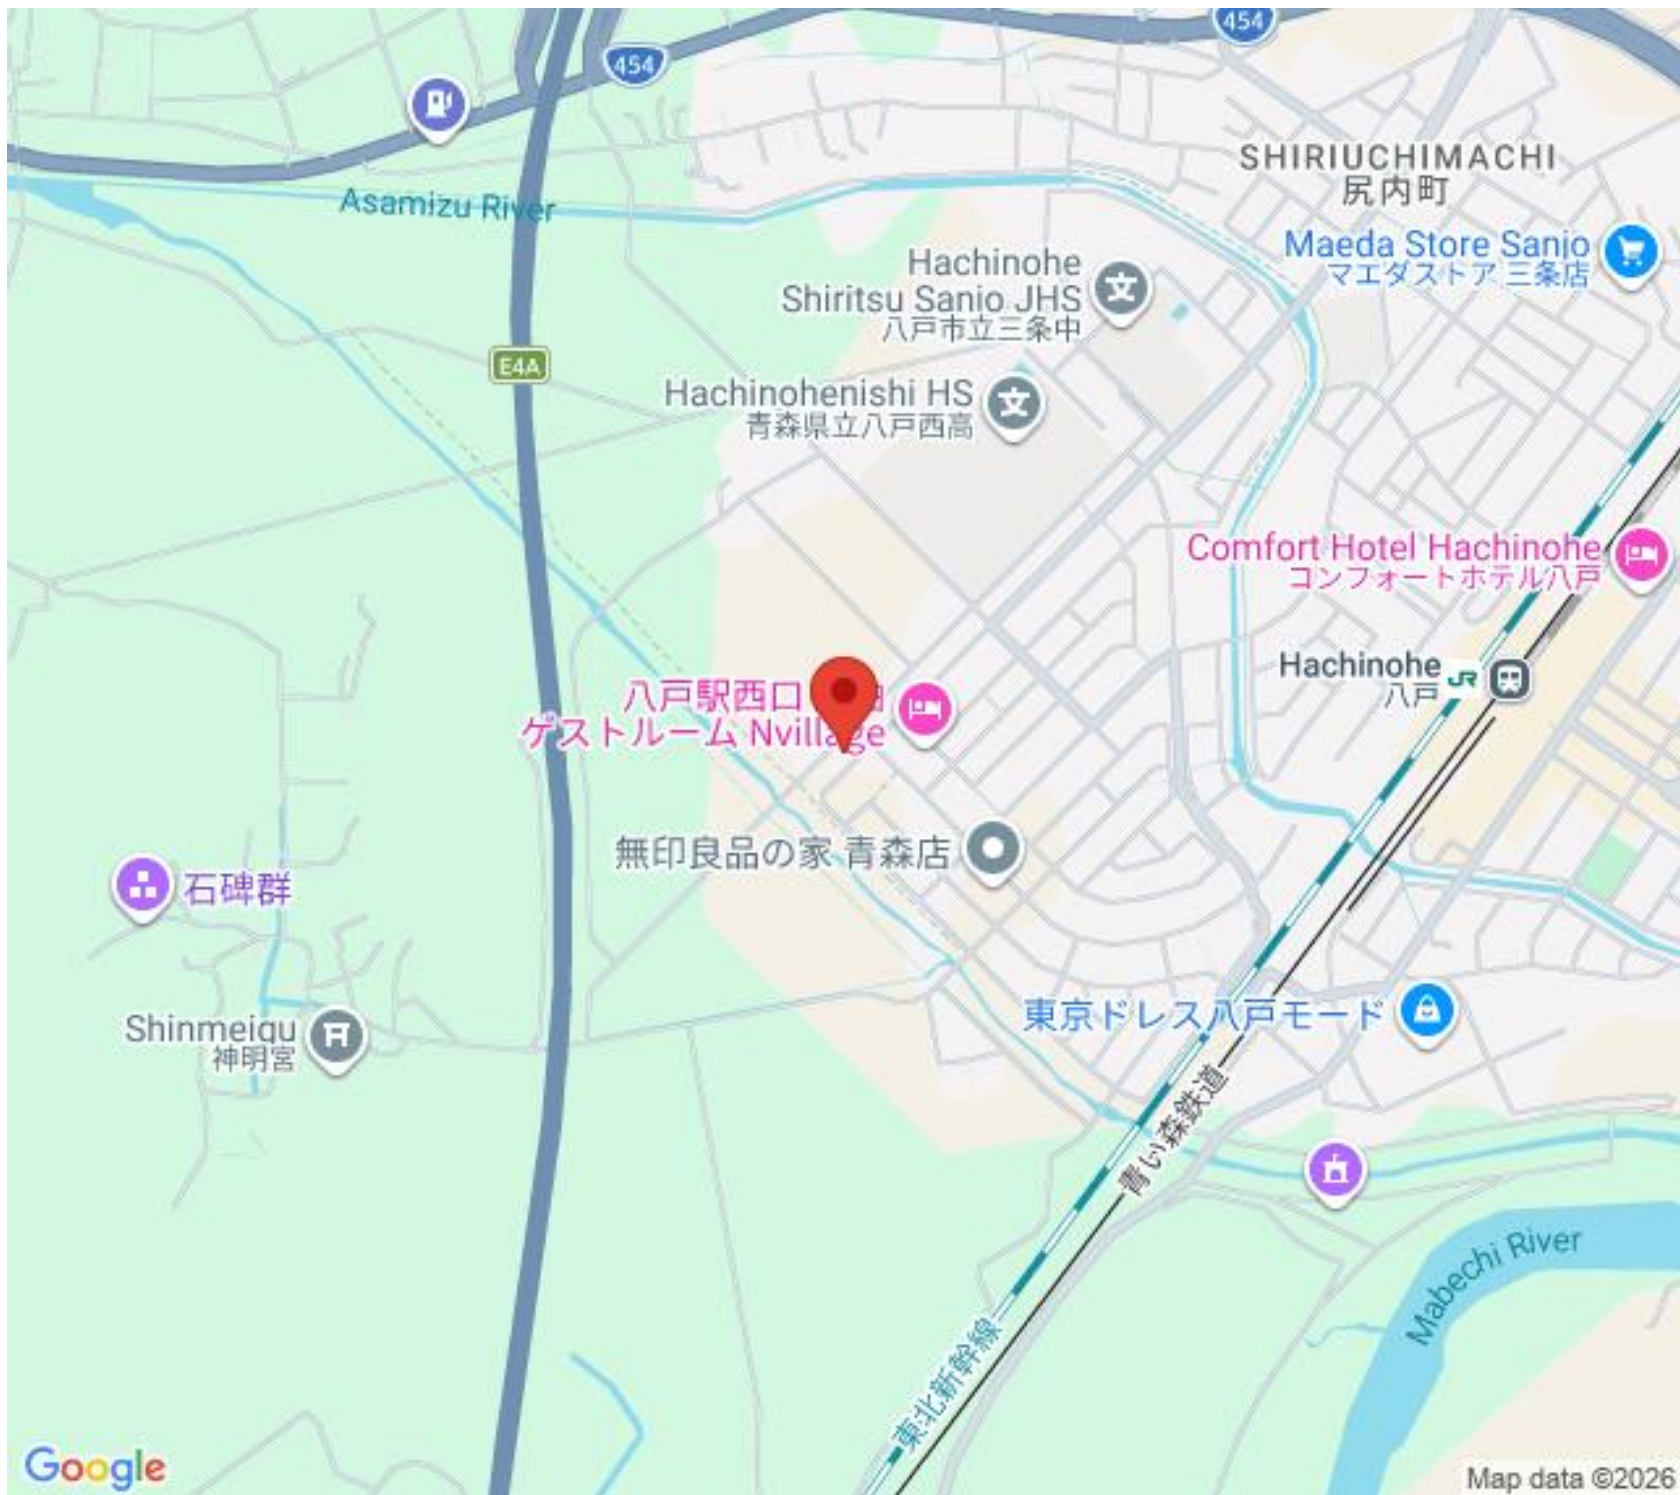 454
454
SHIRIUCHIMACHI
尻内町
Asamizu River
Maeda Store Sanjo
マエダストア 三条店
Hachinohe
Shiritsu Sanjo JHS
八戸市立三条中
E4A
Hachinohenishi HS
青森県立八戸西高
Comfort Hotel Hachinohe
コンフォートホテル八戸
Hachinohe
八戸
JR
八戸駅西口
ゲストルーム Nvillage
無印良品の家 青森店
石碑群
東京ドレス八戸モード
Shinmeigu
神明宮
青い森鉄道
Mabechi River
東北新幹線
Google
Map data ©2026